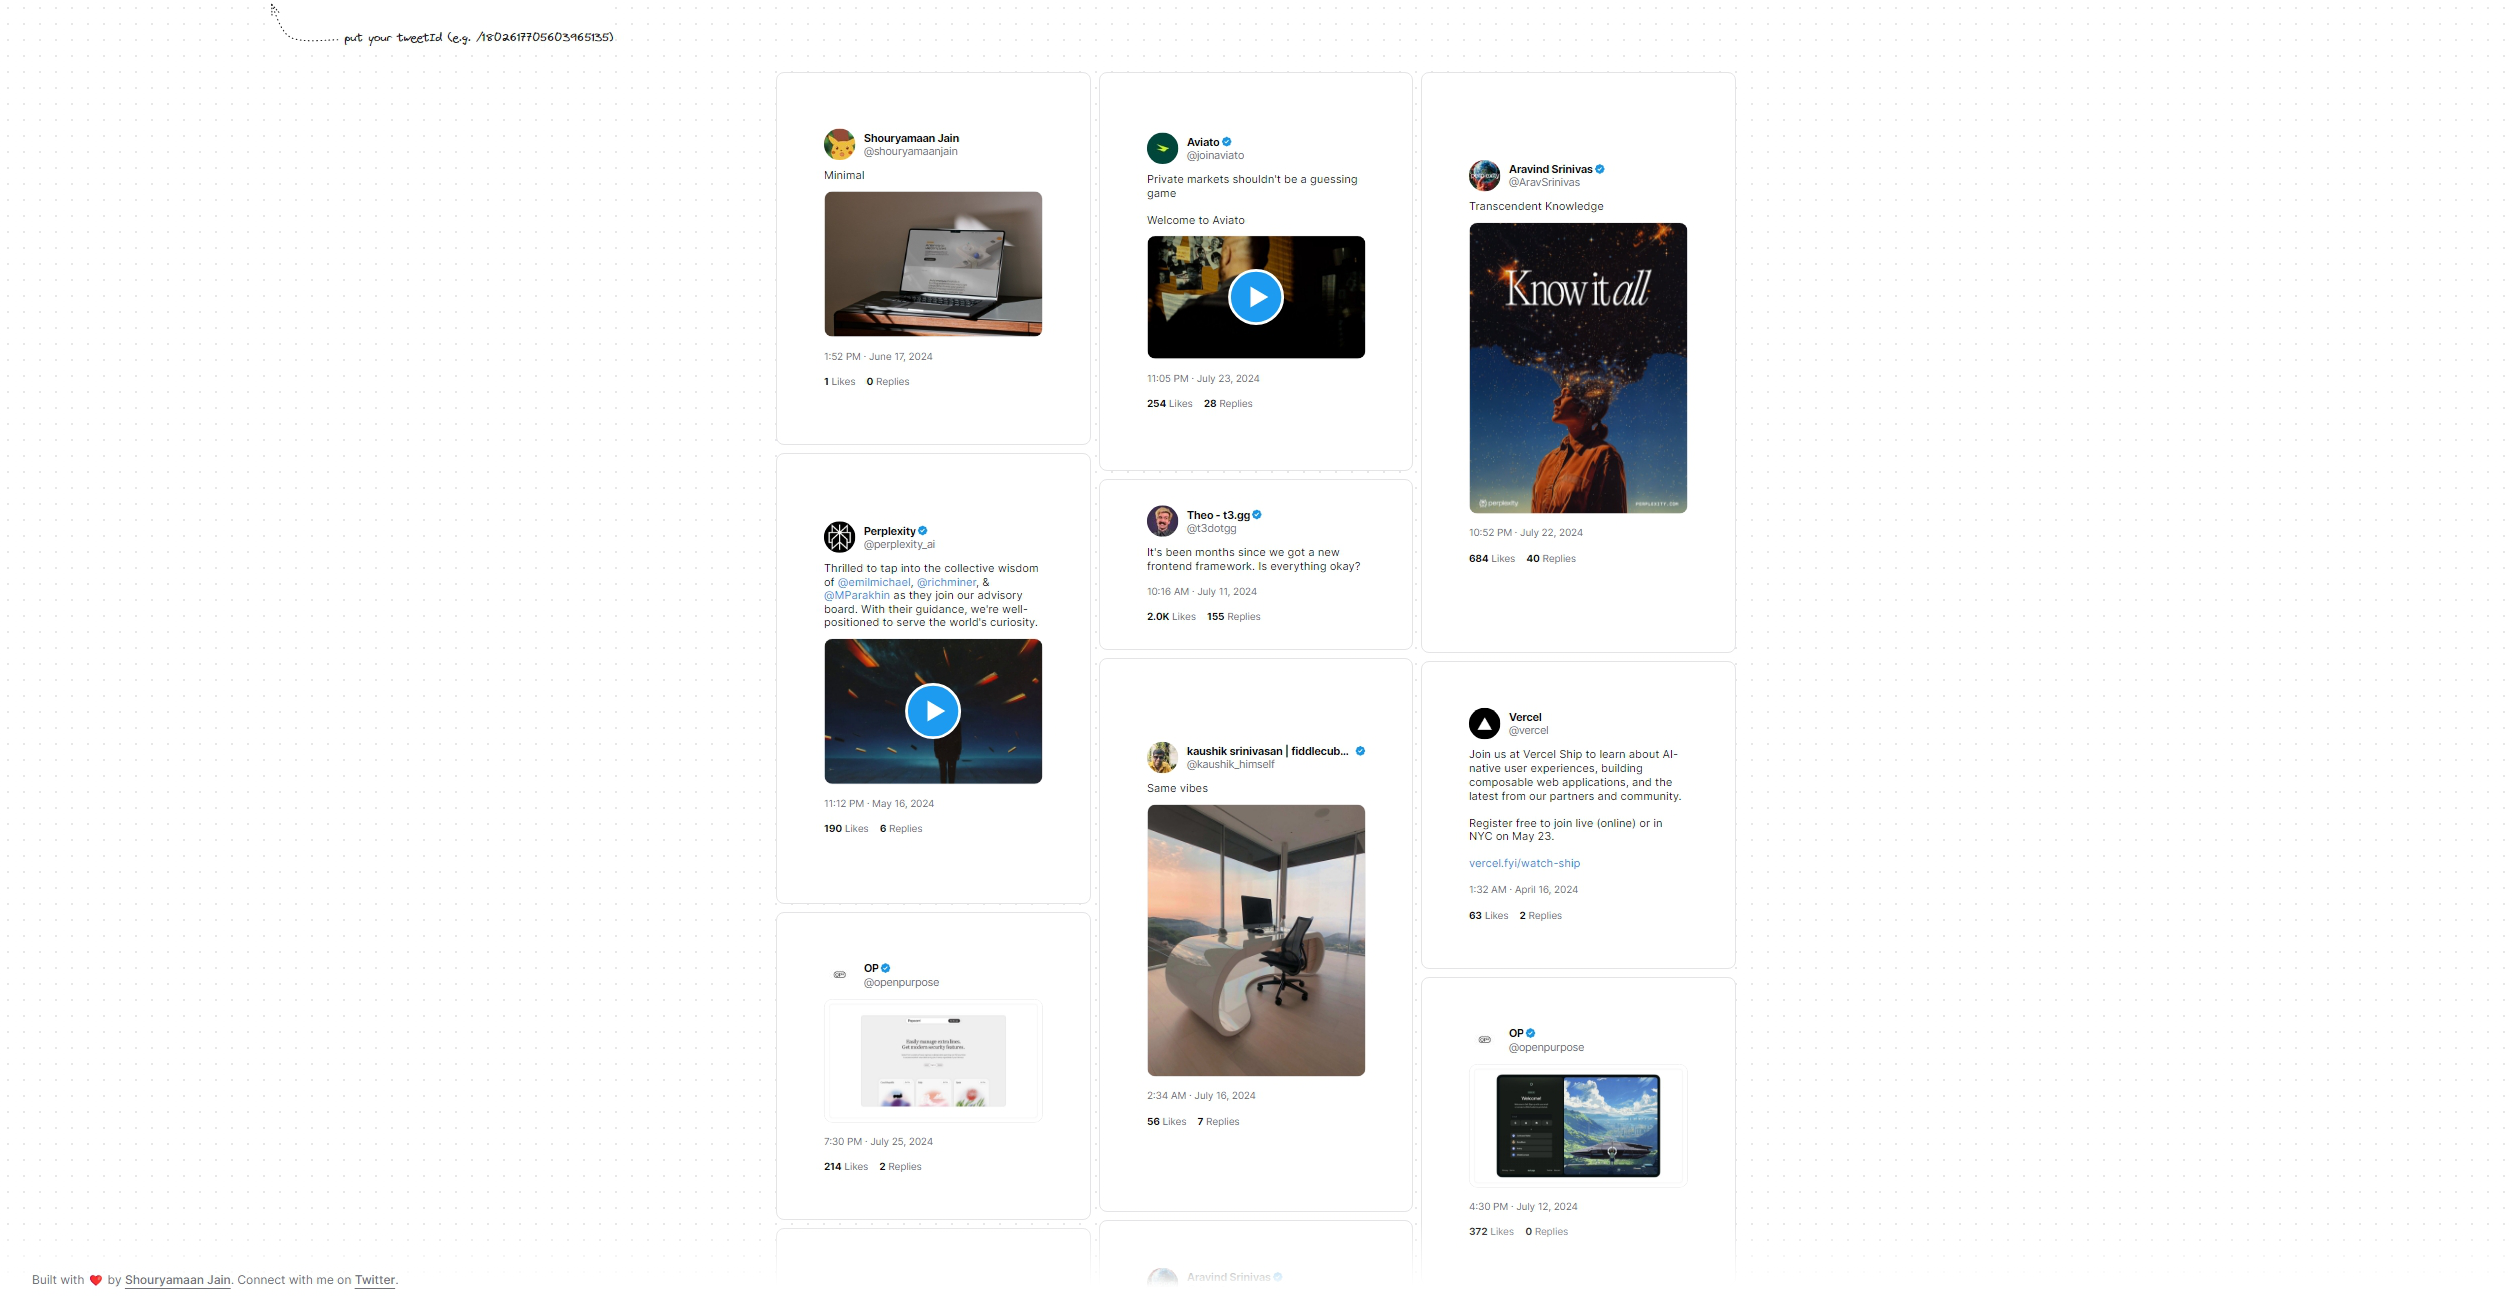 put your tweetId (e.g. /1802617705603965135)
Shouryamaan Jain
@shouryamaanjain
Minimal
1:52 PM · June 17, 2024
1 Likes 0 Replies
Perplexity
@perplexity_ai
Thrilled to tap into the collective wisdom
of @emilmichael, @richminer, &
@MParakhin as they join our advisory
board. With their guidance, we're well-
positioned to serve the world's curiosity.
11:12 PM · May 16, 2024
190 Likes 6 Replies
OP
@openpurpose
Easily manage extensions.
Get modern security features.
7:30 PM · July 25, 2024
214 Likes 2 Replies
Aviato
@joinaviato
Private markets shouldn't be a guessing
game
Welcome to Aviato
11:05 PM · July 23, 2024
254 Likes 28 Replies
Theo - t3.gg
@t3dotgg
It's been months since we got a new
frontend framework. Is everything okay?
10:16 AM · July 11, 2024
2.0K Likes 155 Replies
kaushik srinivasan | fiddlecub...
@kaushik_himself
Same vibes
2:34 AM · July 16, 2024
56 Likes 7 Replies
Aravind Srinivas
Aravind Srinivas
@AravSrinivas
Transcendent Knowledge
Know it all
perplexity
PERPLEXITY.COM
10:52 PM · July 22, 2024
684 Likes 40 Replies
Vercel
@vercel
Join us at Vercel Ship to learn about AI-
native user experiences, building
composable web applications, and the
latest from our partners and community.
Register free to join live (online) or in
NYC on May 23.
vercel.fyi/watch-ship
1:32 AM · April 16, 2024
63 Likes 2 Replies
OP
@openpurpose
Welcome!
4:30 PM · July 12, 2024
372 Likes 0 Replies
Built with ❤️ by Shouryamaan Jain. Connect with me on Twitter.